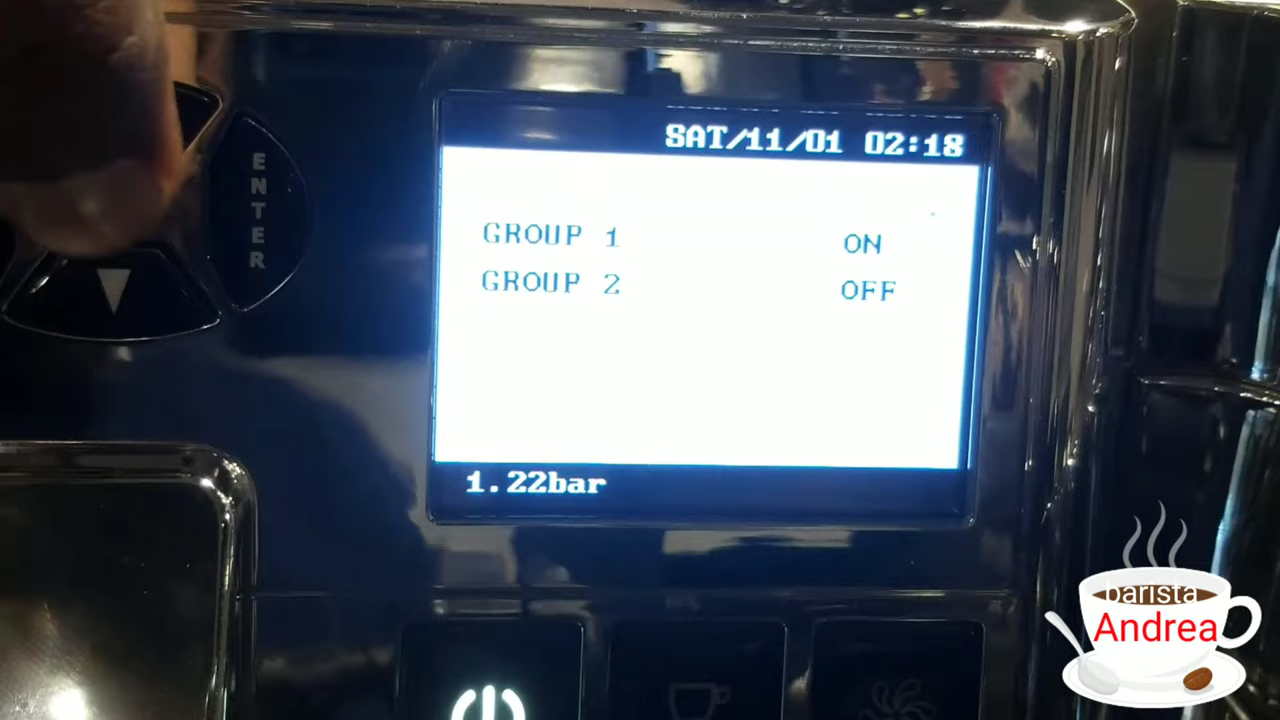 SAT/11/01 02:18
ENTER
GROUP 1 ON
GROUP 2 OFF
1.22bar
barista
Andrea